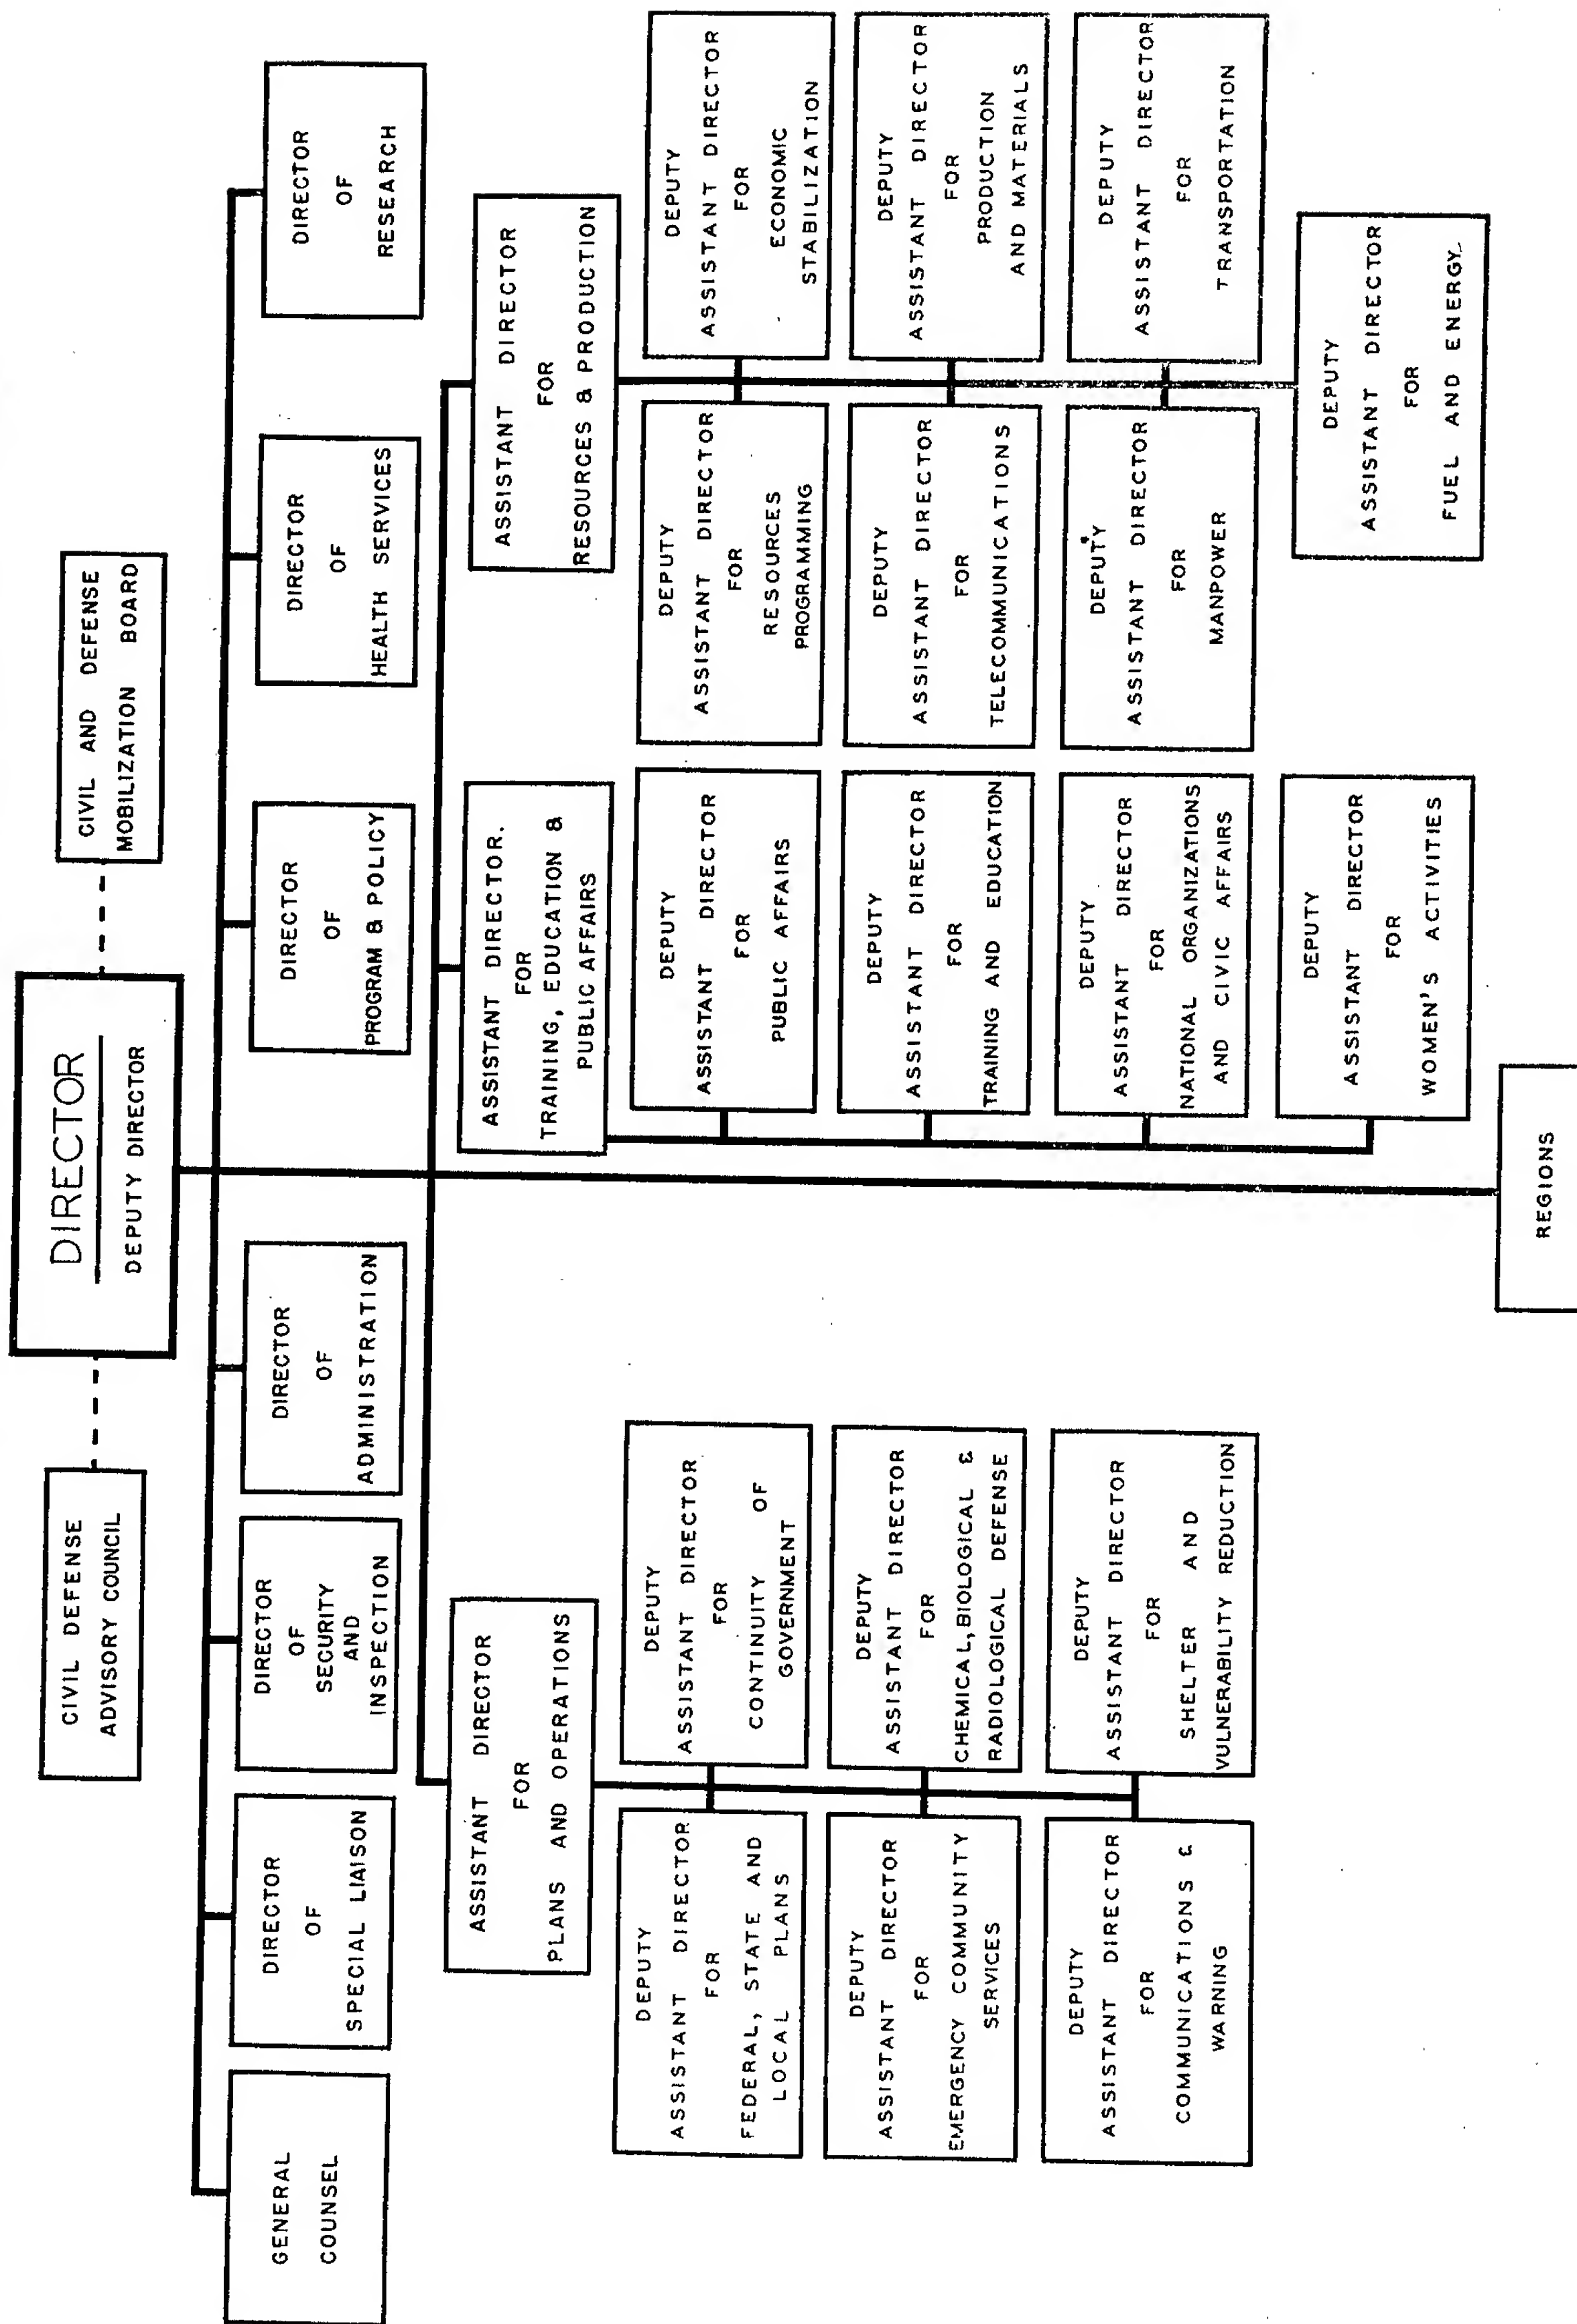 DIRECTOR
DEPUTY DIRECTOR
CIVIL DEFENSE
ADVISORY COUNCIL
CIVIL AND DEFENSE
MOBILIZATION BOARD
GENERAL
COUNSEL
DIRECTOR
OF
SPECIAL LIAISON
DIRECTOR
OF
SECURITY
AND
INSPECTION
DIRECTOR
OF
ADMINISTRATION
DIRECTOR
OF
PROGRAM & POLICY
DIRECTOR
OF
HEALTH SERVICES
DIRECTOR
OF
RESEARCH
ASSISTANT DIRECTOR
FOR
PLANS AND OPERATIONS
ASSISTANT DIRECTOR.
FOR
TRAINING, EDUCATION &
PUBLIC AFFAIRS
ASSISTANT DIRECTOR
FOR
RESOURCES & PRODUCTION
DEPUTY
ASSISTANT DIRECTOR
FOR
FEDERAL, STATE AND
LOCAL PLANS
DEPUTY
ASSISTANT DIRECTOR
FOR
CONTINUITY OF
GOVERNMENT
DEPUTY
ASSISTANT DIRECTOR
FOR
PUBLIC AFFAIRS
DEPUTY
ASSISTANT DIRECTOR
FOR
RESOURCES
PROGRAMMING
DEPUTY
ASSISTANT DIRECTOR
FOR
ECONOMIC
STABILIZATION
DEPUTY
ASSISTANT DIRECTOR
FOR
EMERGENCY COMMUNITY
SERVICES
DEPUTY
ASSISTANT DIRECTOR
FOR
CHEMICAL, BIOLOGICAL &
RADIOLOGICAL DEFENSE
DEPUTY
ASSISTANT DIRECTOR
FOR
TRAINING AND EDUCATION
DEPUTY
ASSISTANT DIRECTOR
FOR
TELECOMMUNICATIONS
DEPUTY
ASSISTANT DIRECTOR
FOR
PRODUCTION
AND MATERIALS
DEPUTY
ASSISTANT DIRECTOR
FOR
COMMUNICATIONS &
WARNING
DEPUTY
ASSISTANT DIRECTOR
FOR
SHELTER AND
VULNERABILITY REDUCTION
DEPUTY
ASSISTANT DIRECTOR
FOR
NATIONAL ORGANIZATIONS
AND CIVIC AFFAIRS
DEPUTY
ASSISTANT DIRECTOR
FOR
MANPOWER
DEPUTY
ASSISTANT DIRECTOR
FOR
TRANSPORTATION
DEPUTY
ASSISTANT DIRECTOR
FOR
WOMEN'S ACTIVITIES
DEPUTY
ASSISTANT DIRECTOR
FOR
FUEL AND ENERGY
REGIONS